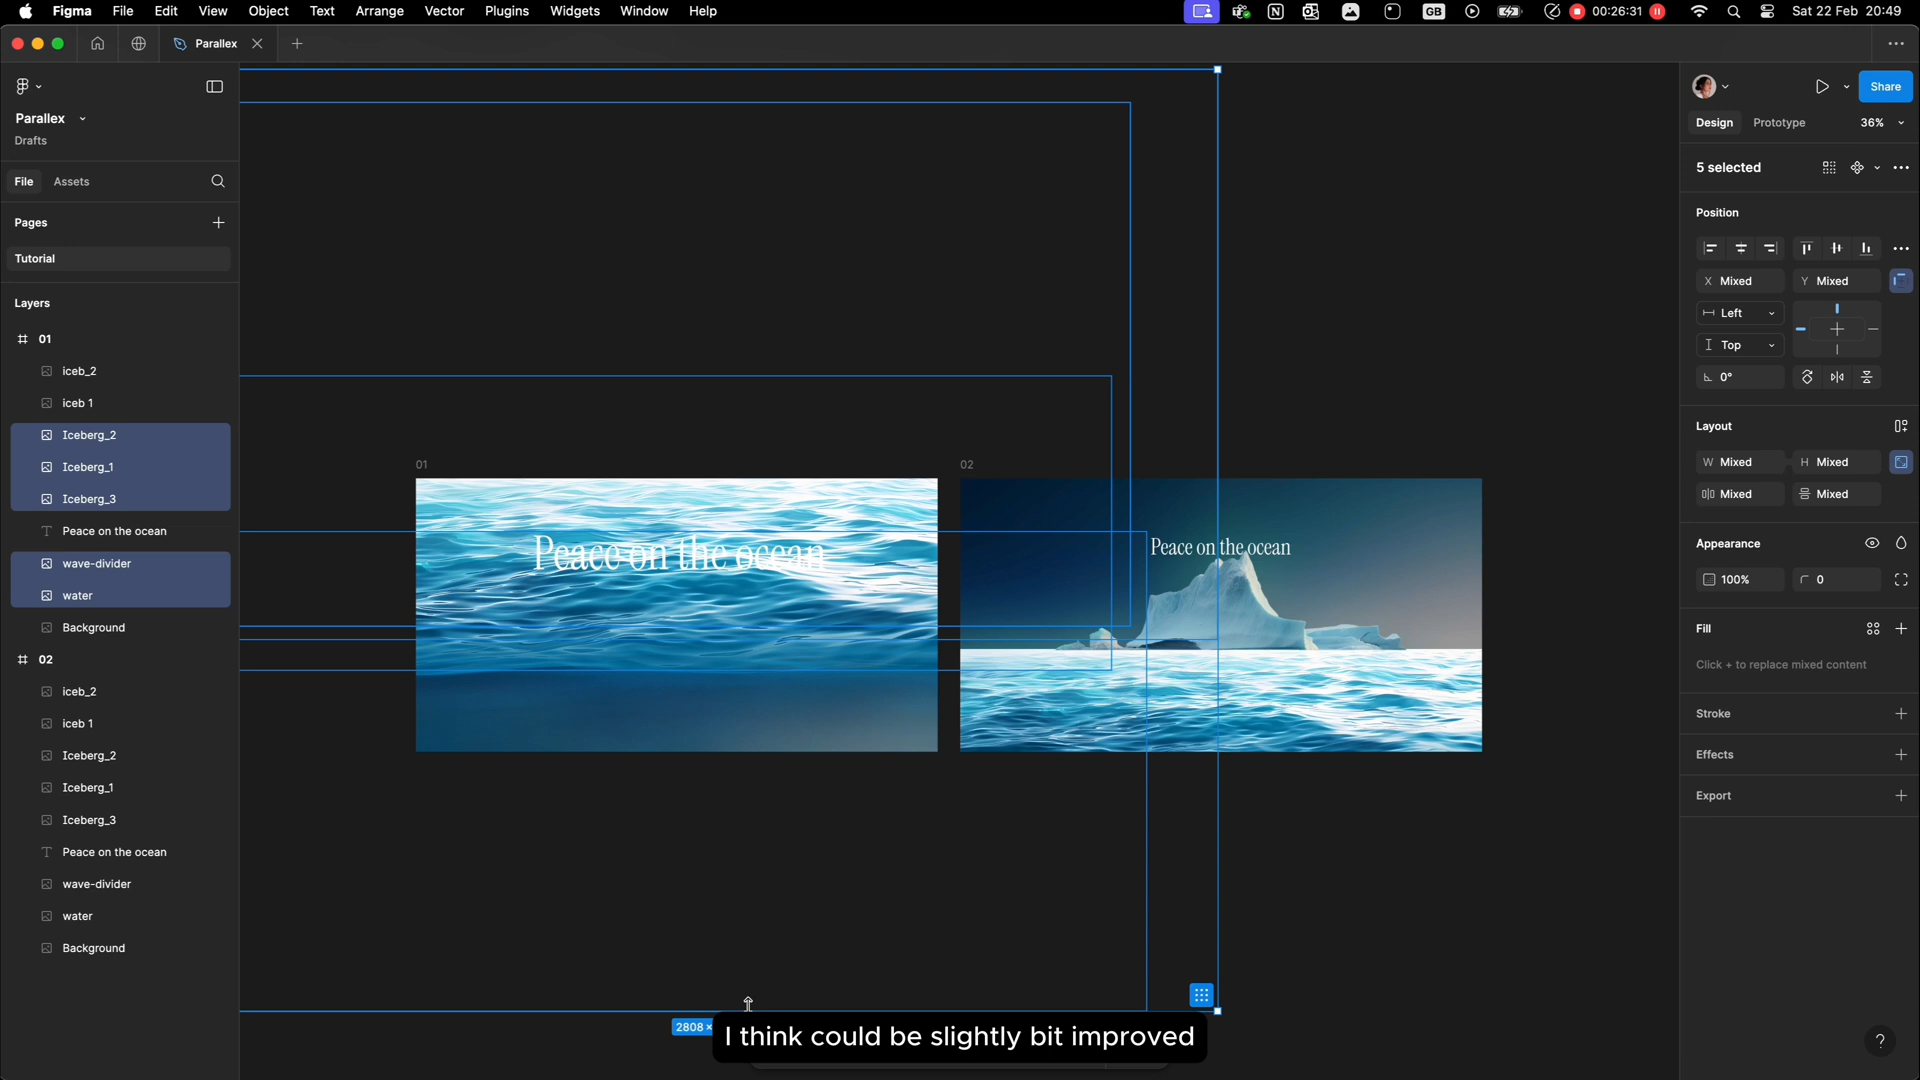 Figma File Edit View Object Text Arrange Vector Plugins Widgets Window Help
GB 00:26:31 Sat 22 Feb 20:49
Parallex
Share
Parallex
Drafts
Design Prototype 36%
File Assets
5 selected
Pages
Tutorial
Layers
01
iceb_2
iceb 1
Iceberg_2
Iceberg_1
Iceberg_3
Peace on the ocean
wave-divider
water
Background
02
iceb_2
iceb 1
Iceberg_2
Iceberg_1
Iceberg_3
Peace on the ocean
wave-divider
water
Background
01
Peace on the ocean
02
Peace on the ocean
2808 ×
I think could be slightly bit improved
Position
X Mixed Y Mixed
Left
Top
0°
Layout
W Mixed H Mixed
Mixed Mixed
Appearance
100% 0
Fill
Click + to replace mixed content
Stroke
Effects
Export
?